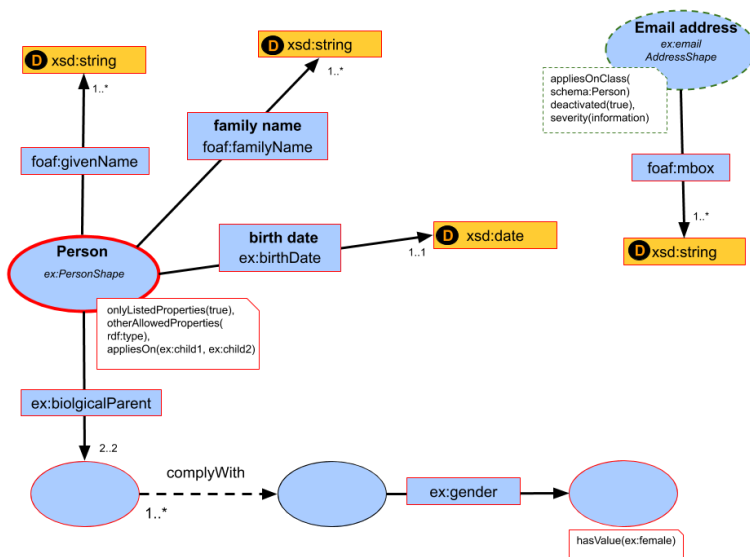 D xsd:string
1..*
D xsd:string
1..*
Email address
ex:email
AddressShape
appliesOnClass(
schema:Person)
deactivated(true),
severity(information)
family name
foaf:familyName
foaf:givenName
foaf:mbox
birth date
ex:birthDate
D xsd:date
1..1
1..*
D xsd:string
Person
ex:PersonShape
onlyListedProperties(true),
otherAllowedProperties(
rdf:type),
appliesOn(ex:child1, ex:child2)
ex:biolgicalParent
2..2
complyWith
1..*
ex:gender
hasValue(ex:female)